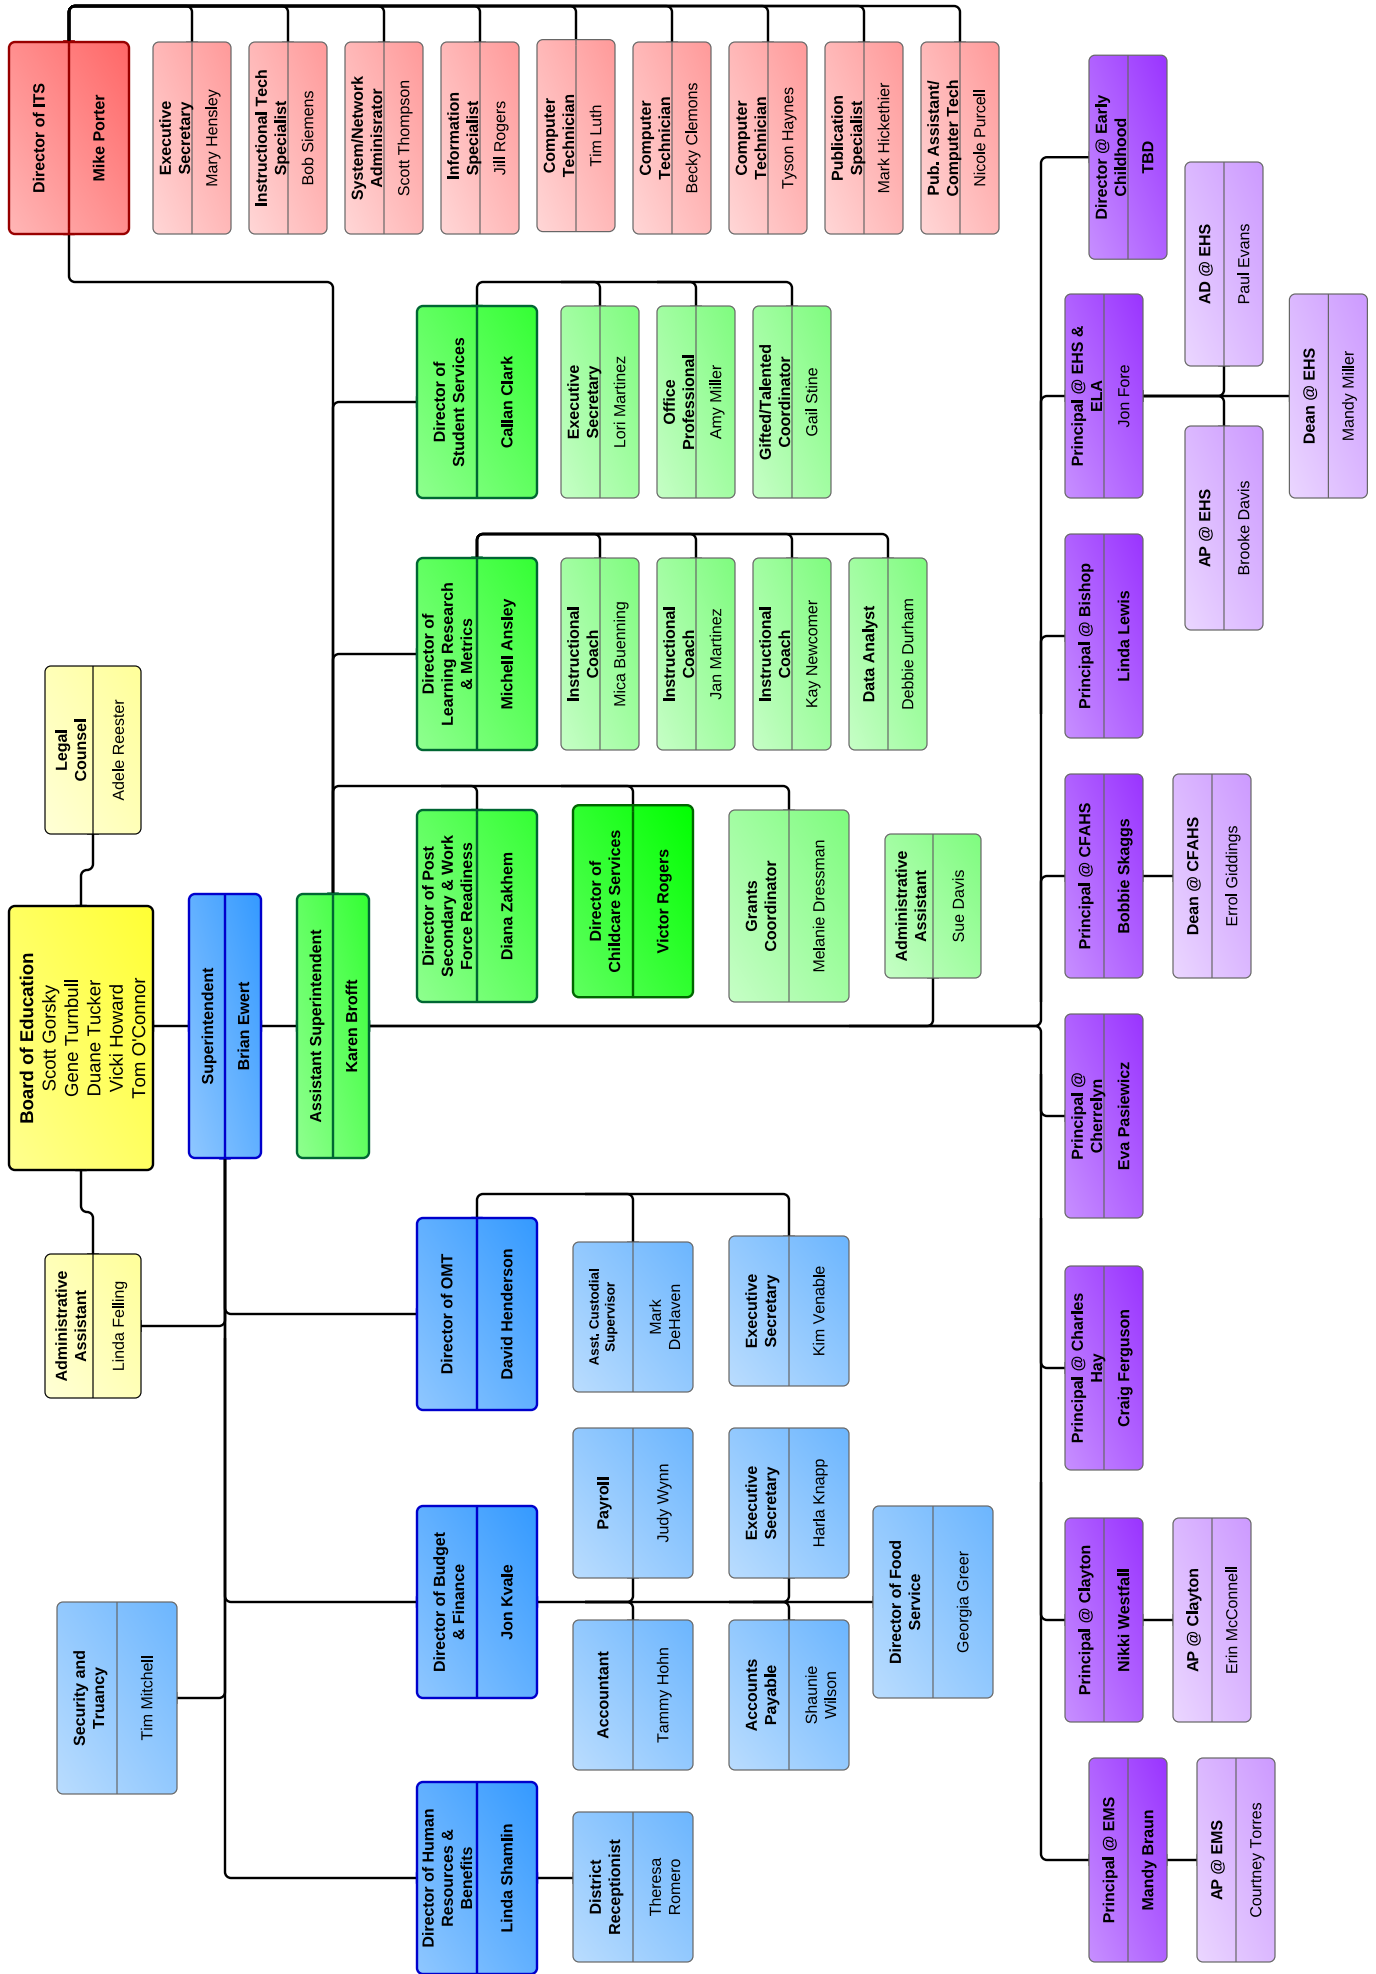 Board of Education
Scott Gorsky
Gene Turnbull
Duane Tucker
Vicki Howard
Tom O'Connor
Administrative
Assistant
Linda Felling
Legal
Counsel
Adele Reester
Security and
Truancy
Tim Mitchell
Superintendent
Brian Ewert
Assistant Superintendent
Karen Brofft
Director of ITS
Mike Porter
Executive
Secretary
Mary Hensley
Instructional Tech
Specialist
Bob Siemens
System/Network
Adminisrator
Scott Thompson
Information
Specialist
Jill Rogers
Computer
Technician
Tim Luth
Computer
Technician
Becky Clemons
Computer
Technician
Tyson Haynes
Publication
Specialist
Mark Hickethier
Pub. Assistant/
Computer Tech
Nicole Purcell
Director of Human
Resources &
Benefits
Linda Shamlin
District
Receptionist
Theresa
Romero
Director of Budget
& Finance
Jon Kvale
Accountant
Tammy Hohn
Payroll
Judy Wynn
Accounts
Payable
Shaunie
Wilson
Executive
Secretary
Harla Knapp
Director of Food
Service
Georgia Greer
Director of OMT
David Henderson
Asst. Custodial
Supervisor
Mark
DeHaven
Executive
Secretary
Kim Venable
Director of Post
Secondary & Work
Force Readiness
Diana Zakhem
Director of
Childcare Services
Victor Rogers
Grants
Coordinator
Melanie Dressman
Administrative
Assistant
Sue Davis
Director of
Learning Research
& Metrics
Michell Ansley
Instructional
Coach
Mica Buenning
Instructional
Coach
Jan Martinez
Instructional
Coach
Kay Newcomer
Data Analyst
Debbie Durham
Director of
Student Services
Callan Clark
Executive
Secretary
Lori Martinez
Office
Professional
Amy Miller
Gifted/Talented
Coordinator
Gail Stine
Principal @ EMS
Mandy Braun
AP @ EMS
Courtney Torres
Principal @ Clayton
Nikki Westfall
AP @ Clayton
Erin McConnell
Principal @ Charles
Hay
Craig Ferguson
Principal @
Cherrelyn
Eva Pasiewicz
Principal @ CFAHS
Bobbie Skaggs
Dean @ CFAHS
Errol Giddings
Principal @ Bishop
Linda Lewis
Principal @ EHS &
ELA
Jon Fore
AP @ EHS
Brooke Davis
AD @ EHS
Paul Evans
Dean @ EHS
Mandy Miller
Director @ Early
Childhood
TBD